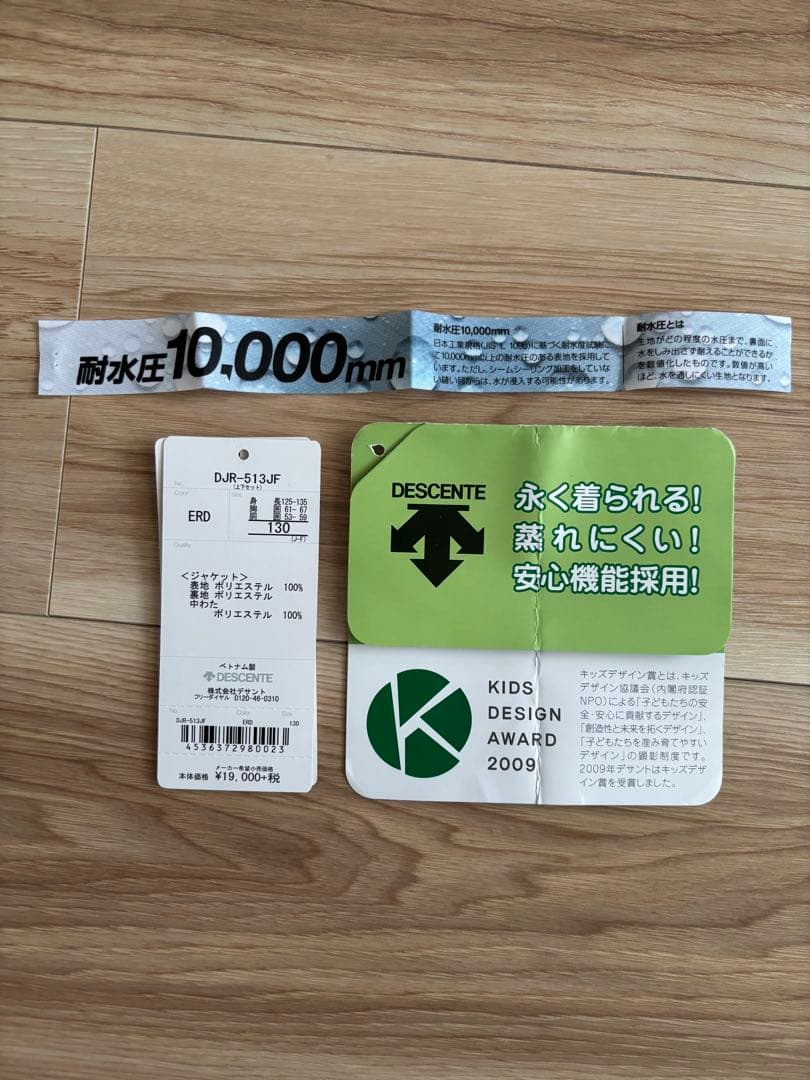 耐水圧10,000mm
耐水圧10,000mm
日本工業規格(JIS L 1092)に基づく耐水度試験に
て10,000mm以上の耐水圧のある表地を採用して
います。ただし、シームシーリング加工をしていな
い縫い目からは、水が浸入する可能性があります。
耐水圧とは
生地がどの程度の水圧まで、裏面に
水をしみ出さず耐えることができるか
を数値化したものです。数値が高い
ほど、水を通しにくい生地となります。
No.
DJR-513JF
(上下セット)
Color
ERD
Size
身 長125-135
胸 囲 61- 67
胴 囲 53- 59
130
(J-P)
Quality
<ジャケット>
表地 ポリエステル 100%
裏地 ポリエステル
中わた
ポリエステル 100%
ベトナム製
DESCENTE
株式会社デサント
フリーダイヤル 0120-46-0310
No. Color Size
DJR-513JF ERD 130
4536372980023
メーカー希望小売価格
本体価格 ¥19,000+税
DESCENTE
永く着られる!
蒸れにくい!
安心機能採用!
KIDS
DESIGN
AWARD
2009
キッズデザイン賞とは、キッズ
デザイン協議会(内閣府認証
NPO)による「子どもたちの安
全・安心に貢献するデザイン」、
「創造性と未来を拓くデザイン」、
「子どもたちを産み育てやすい
デザイン」の顕彰制度です。
2009年デサントはキッズデザ
イン賞を受賞しました。